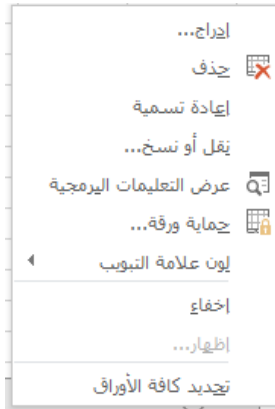 إدراج...
حذف
إعادة تسمية
نقل أو نسخ...
عرض التعليمات البرمجية
حماية ورقة...
لون علامة التبويب
إخفاء
إظهار...
تحديد كافة الأوراق